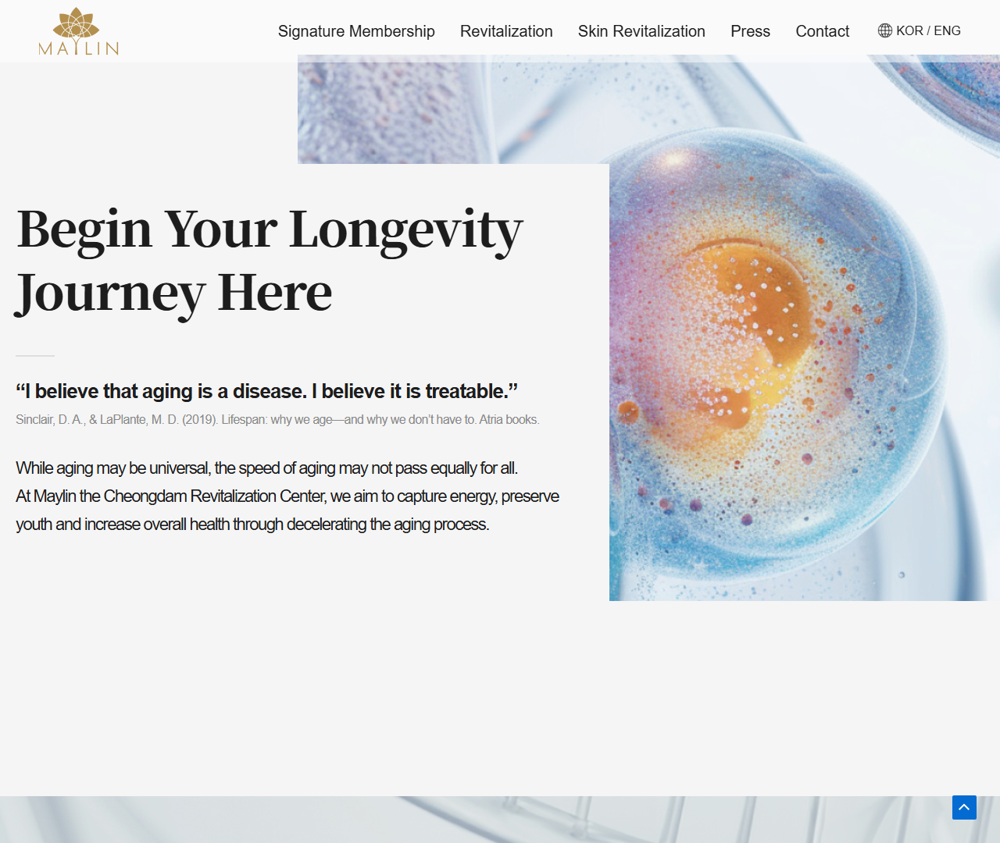 MAYLIN
Signature Membership
Revitalization
Skin Revitalization
Press
Contact
KOR / ENG
Begin Your Longevity
Journey Here
“I believe that aging is a disease. I believe it is treatable.”
Sinclair, D. A., & LaPlante, M. D. (2019). Lifespan: why we age—and why we don’t have to. Atria books.
While aging may be universal, the speed of aging may not pass equally for all.
At Maylin the Cheongdam Revitalization Center, we aim to capture energy, preserve
youth and increase overall health through decelerating the aging process.